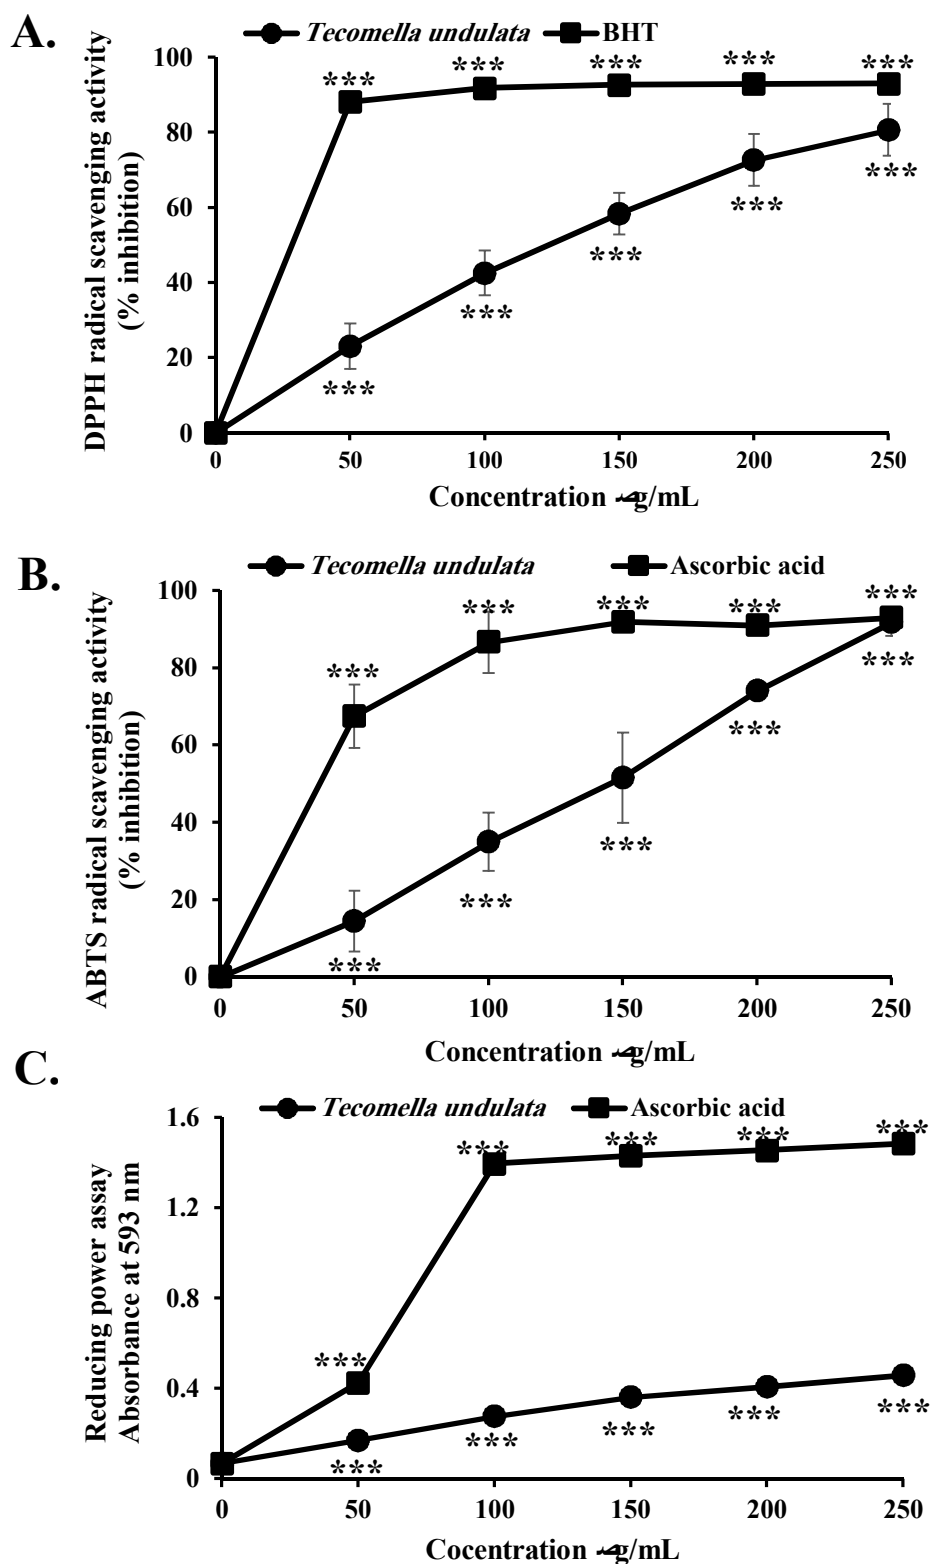 A.
Tecomella undulata BHT
DPPH radical scavenging activity
(% inhibition)
100
80
60
40
20
0
*** *** *** *** ***
*** *** *** *** ***
0 50 100 150 200 250
Concentration g/mL
B.
Tecomella undulata Ascorbic acid
ABTS radical scavenging activity
(% inhibition)
100
80
60
40
20
0
*** *** *** *** ***
*** *** *** *** ***
0 50 100 150 200 250
Concentration g/mL
C.
Tecomella undulata Ascorbic acid
Reducing power assay
Absorbance at 593 nm
1.6
1.2
0.8
0.4
0
*** *** *** *** ***
*** *** *** *** ***
0 50 100 150 200 250
Cocentration g/mL